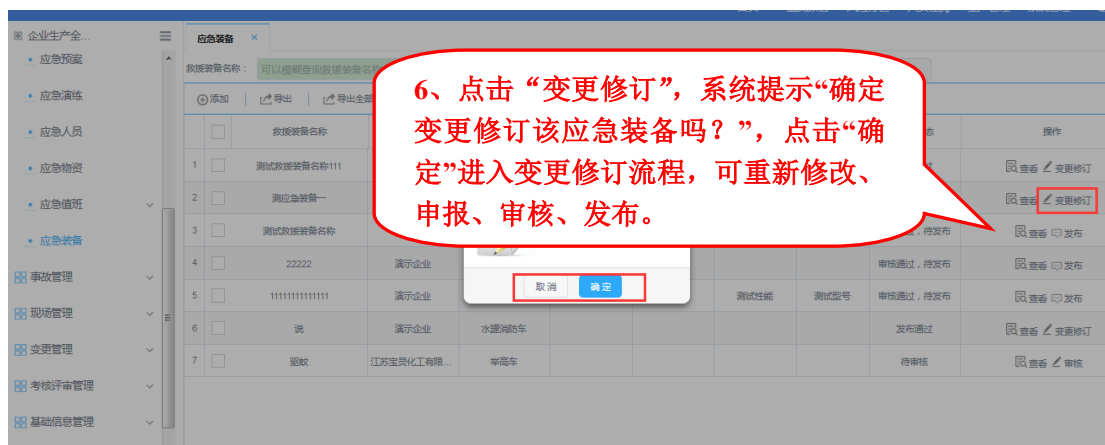 企业生产全...
应急预案
应急演练
应急人员
应急物资
应急值班
应急装备
事故管理
现场管理
变更管理
考核评审管理
基础信息管理
应急装备 ×
救援装备名称： 可以模糊查询救援装备名称
添加 导出 导出全部
救援装备名称 操作
1 测试救援装备名称111 查看 变更修订
2 测应急装备一 查看 变更修订
3 测试救援装备名称 ，待发布 查看 发布
4 22222 演示企业 审核通过，待发布 查看 发布
5 11111111111111 演示企业 测试性能 测试型号 审核通过，待发布 查看 发布
6 说 演示企业 水罐消防车 发布通过 查看 变更修订
7 驱蚊 江苏宝灵化工有限... 举高车 待审核 查看 审核
取消 确定
6、点击“变更修订”，系统提示“确定
变更修订该应急装备吗？”，点击“确
定”进入变更修订流程，可重新修改、
申报、审核、发布。